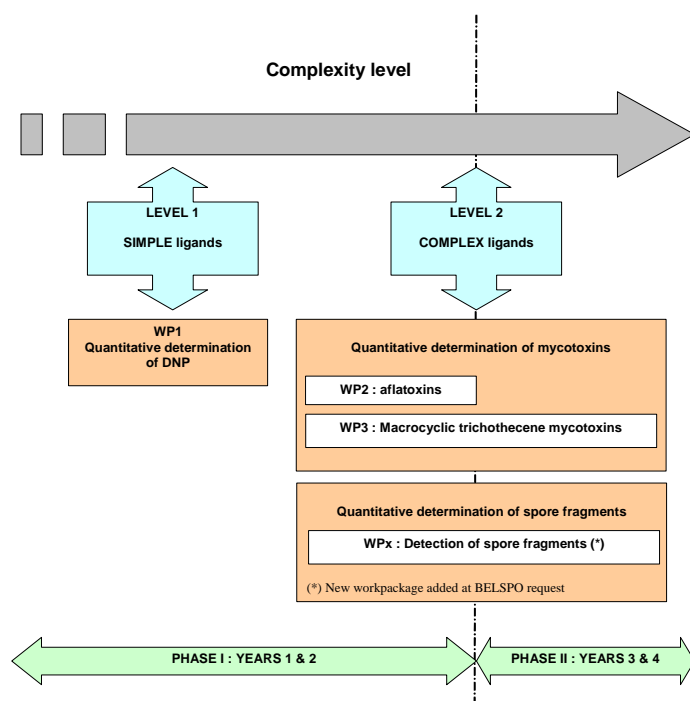 Complexity level
LEVEL 1
SIMPLE ligands
LEVEL 2
COMPLEX ligands
WP1
Quantitative determination
of DNP
Quantitative determination of mycotoxins
WP2 : aflatoxins
WP3 : Macrocyclic trichothecene mycotoxins
Quantitative determination of spore fragments
WPx : Detection of spore fragments (*)
(*) New workpackage added at BELSPO request
PHASE I : YEARS 1 & 2
PHASE II : YEARS 3 & 4